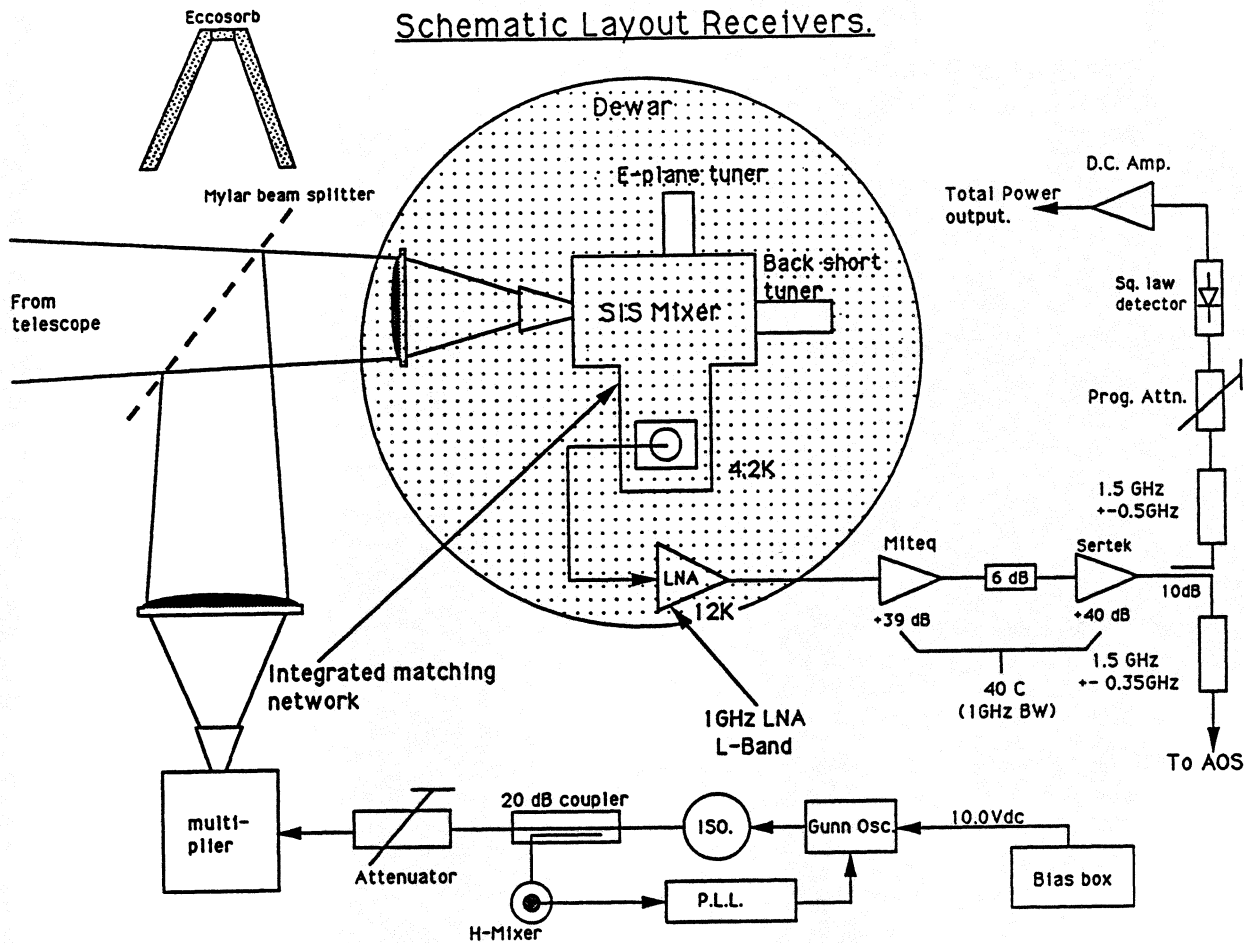 Schematic Layout Receivers.
Eccosorb
Dewar
Mylar beam splitter
E-plane tuner
D.C. Amp.
Total Power
output.
From
telescope
SIS Mixer
Back short
tuner
Sq. law
detector
Prog. Attn.
4.2K
1.5 GHz
+-0.5GHz
LNA
12K
Miteq
6 dB
Sertek
10dB
+39 dB
+40 dB
40 C
(1GHz BW)
1.5 GHz
+- 0.35GHz
To AOS
Integrated matching
network
1GHz LNA
L-Band
multi-
plier
Attenuator
20 dB coupler
ISO.
Gunn Osc.
10.0Vdc
Bias box
P.L.L.
H-Mixer